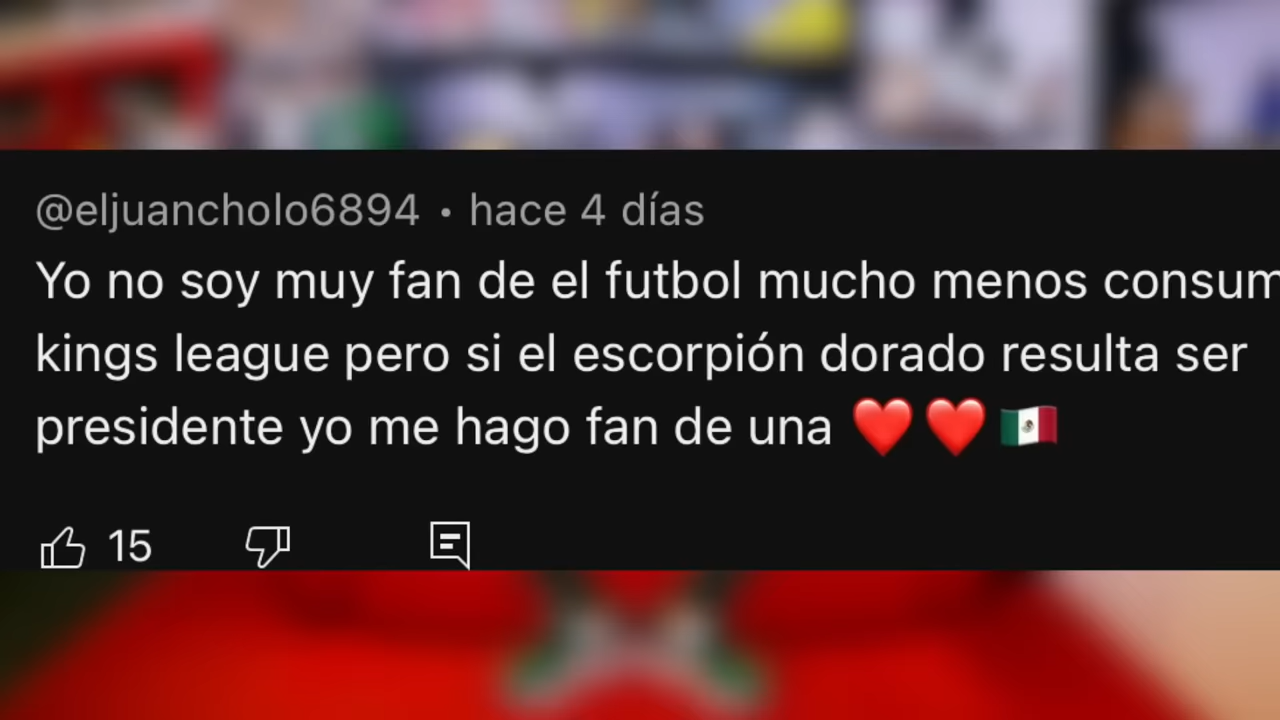 @eljuancholo6894 • hace 4 días
Yo no soy muy fan de el futbol mucho menos consum
kings league pero si el escorpión dorado resulta ser
presidente yo me hago fan de una ❤️❤️🇲🇽
15